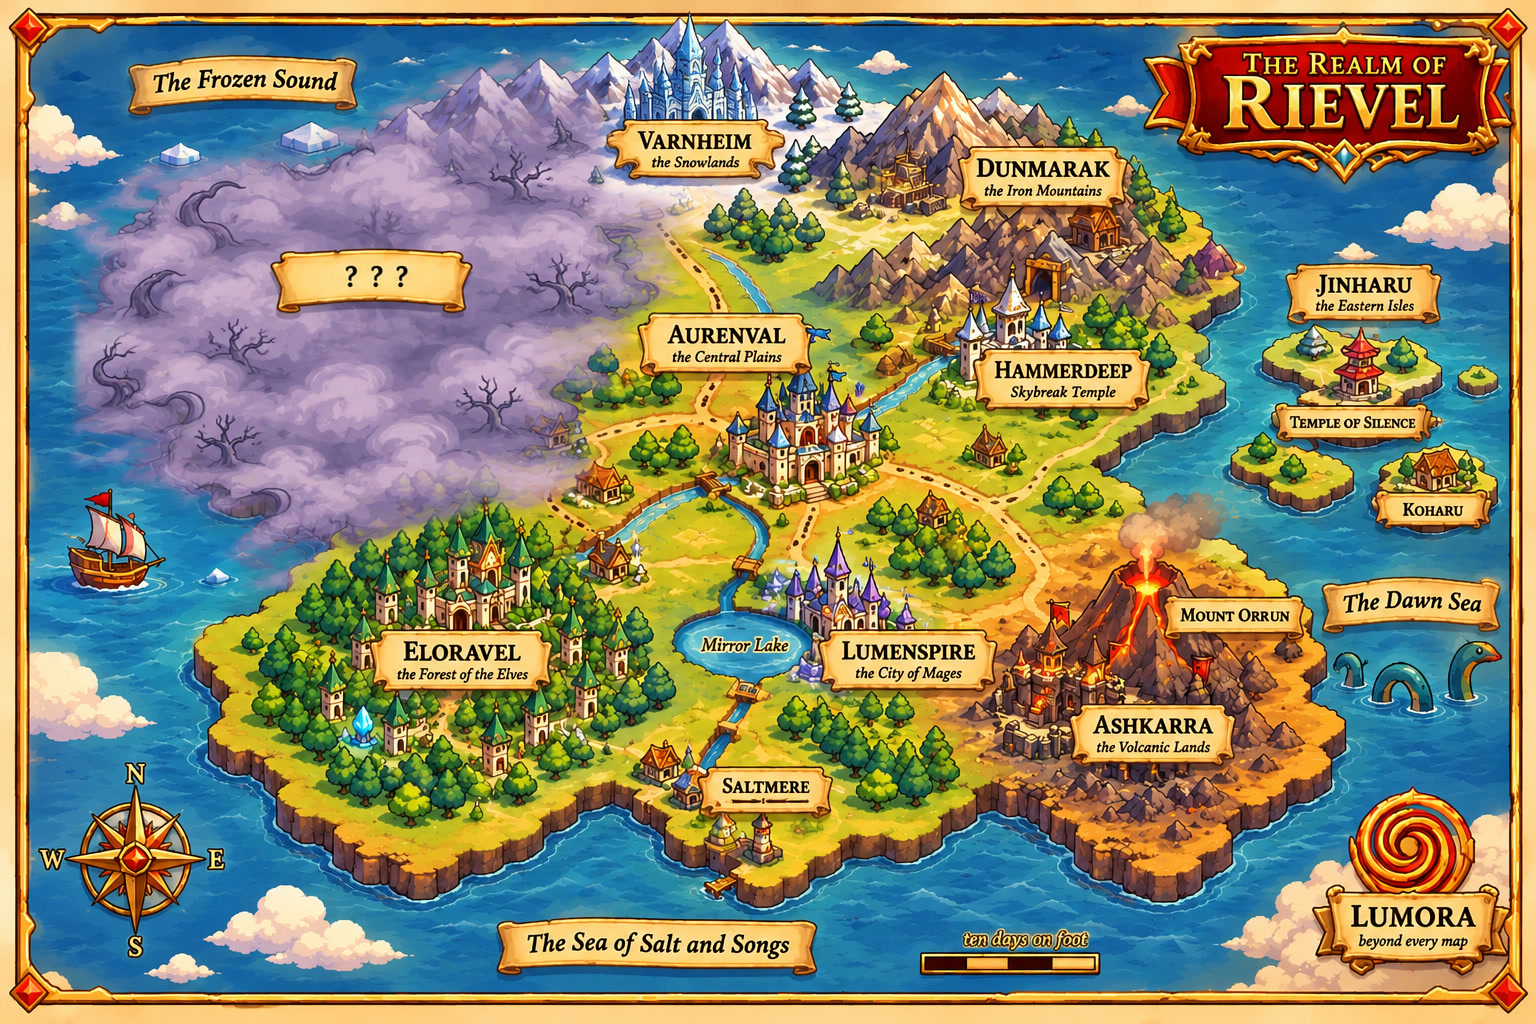 The Frozen Sound
THE REALM OF
RIEVEL
VARNHEIM
the Snowlands
DUNMARAK
the Iron Mountains
? ? ?
JINHARU
the Eastern Isles
AURENVAL
the Central Plains
HAMMERDEEP
Skybreak Temple
TEMPLE OF SILENCE
KOHARU
The Dawn Sea
MOUNT ORRUN
ELORAVEL
the Forest of the Elves
Mirror Lake
LUMENSPIRE
the City of Mages
ASHKARRA
the Volcanic Lands
SALTMERE
N
W
E
S
LUMORA
beyond every map
The Sea of Salt and Songs
ten days on foot